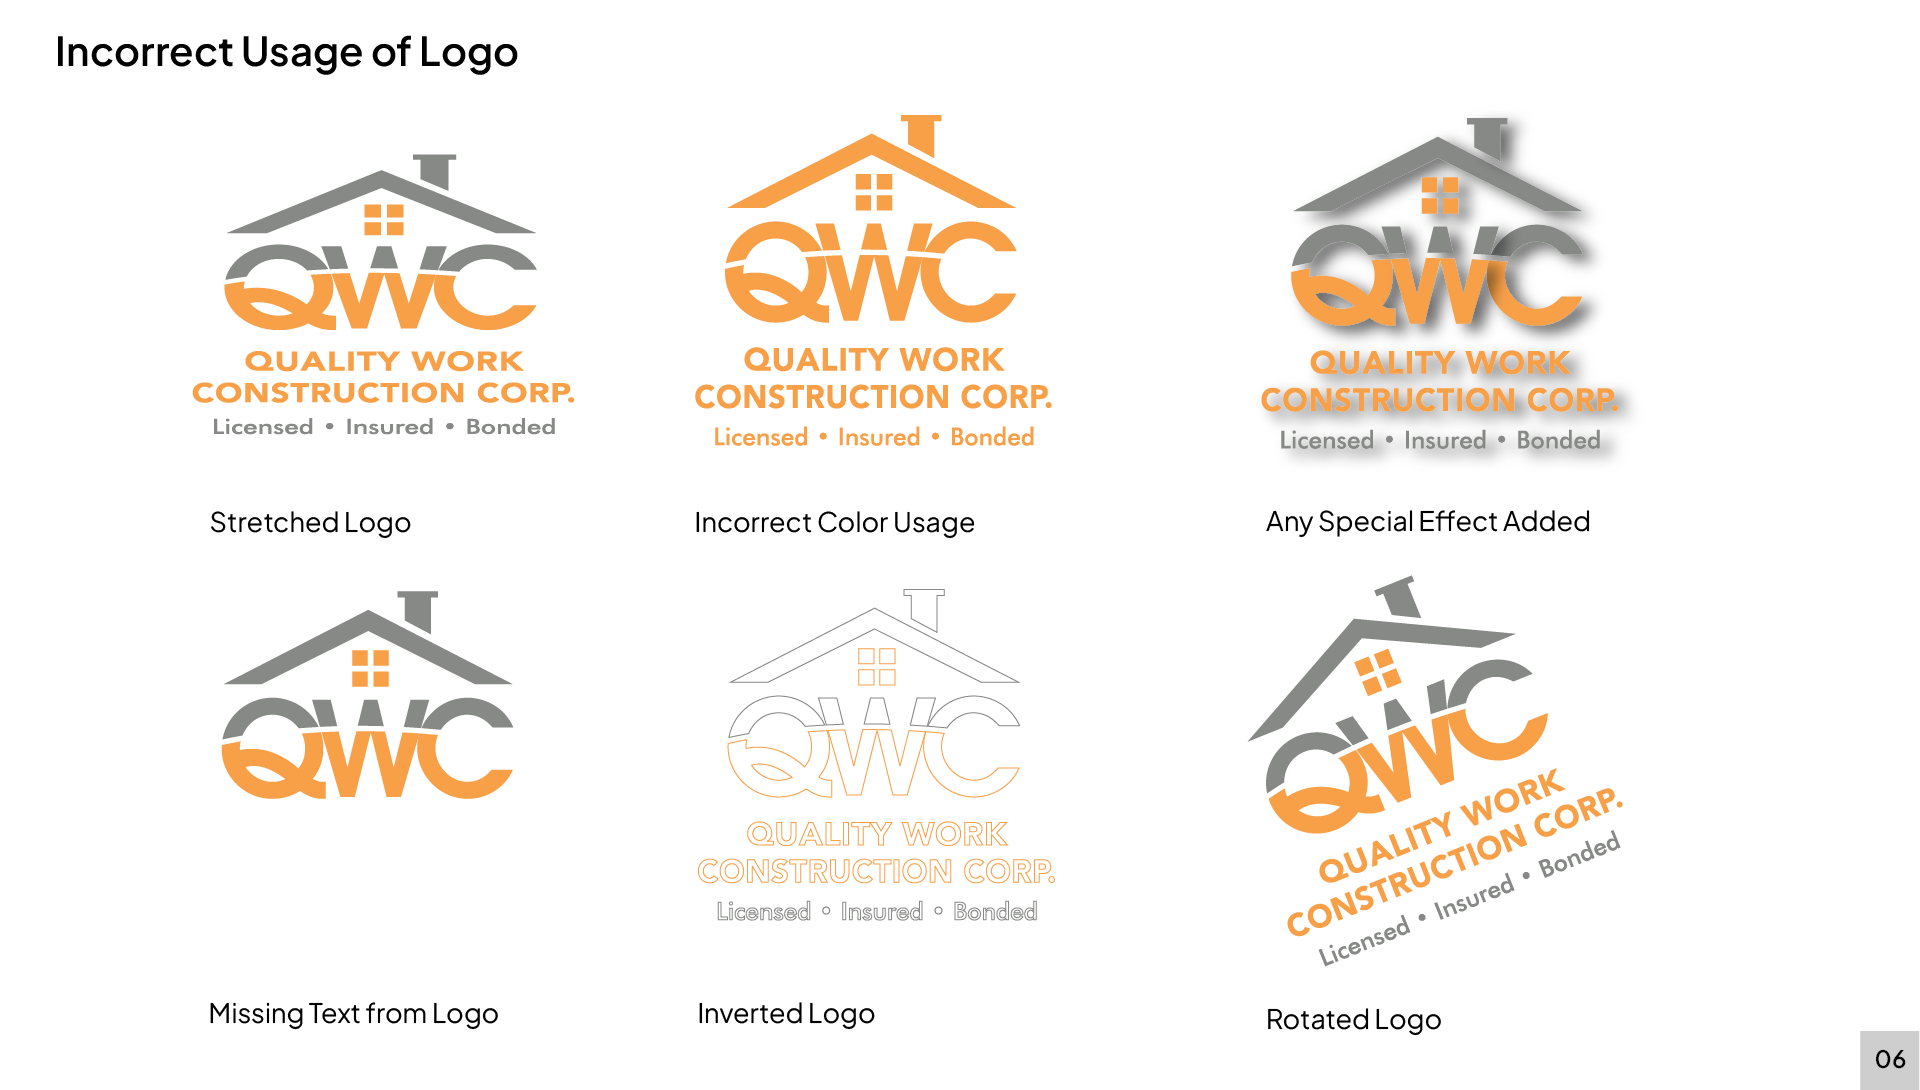 Incorrect Usage of Logo
QWC
QUALITY WORK
CONSTRUCTION CORP.
Licensed • Insured • Bonded
Stretched Logo
QWC
QUALITY WORK
CONSTRUCTION CORP.
Licensed • Insured • Bonded
Incorrect Color Usage
QWC
QUALITY WORK
CONSTRUCTION CORP.
Licensed • Insured • Bonded
Any Special Effect Added
QWC
Missing Text from Logo
QWC
QUALITY WORK
CONSTRUCTION CORP.
Licensed • Insured • Bonded
Inverted Logo
QWC
QUALITY WORK
CONSTRUCTION CORP.
Licensed • Insured • Bonded
Rotated Logo
06